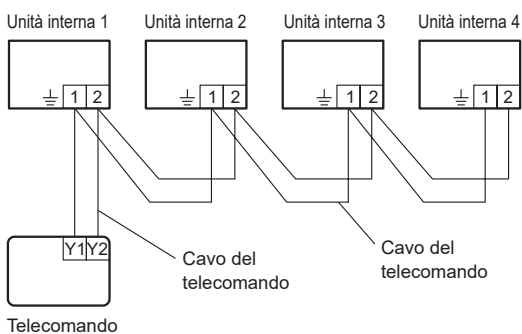 Unità interna 1
Unità interna 2
Unità interna 3
Unità interna 4
1 2
1 2
1 2
1 2
Y1 Y2
Cavo del
telecomando
Cavo del
telecomando
Telecomando